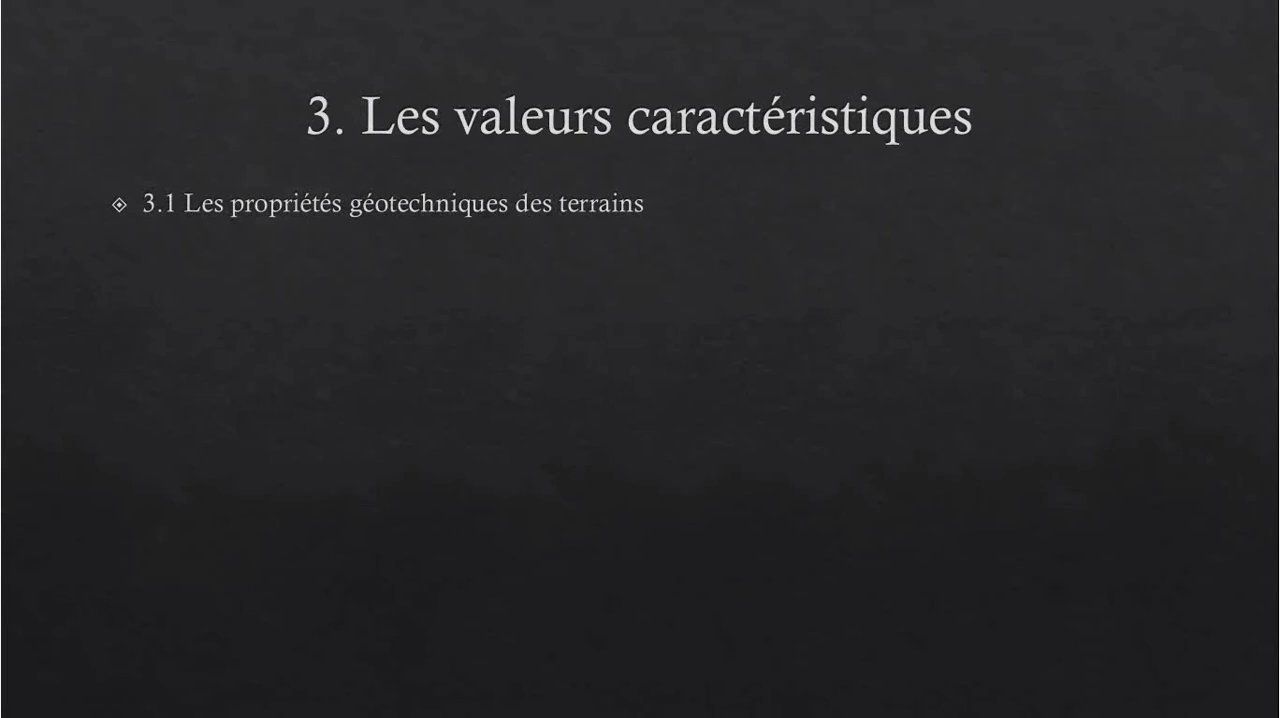 3. Les valeurs caractéristiques
3.1 Les propriétés géotechniques des terrains